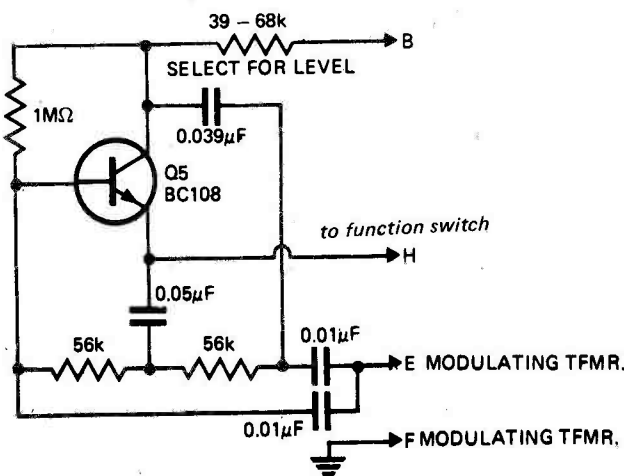 39 – 68k
B
SELECT FOR LEVEL
1MΩ
0.039μF
Q5
BC108
to function switch
H
0.05μF
56k
56k
0.01μF
E MODULATING TFMR.
0.01μF
F MODULATING TFMR.